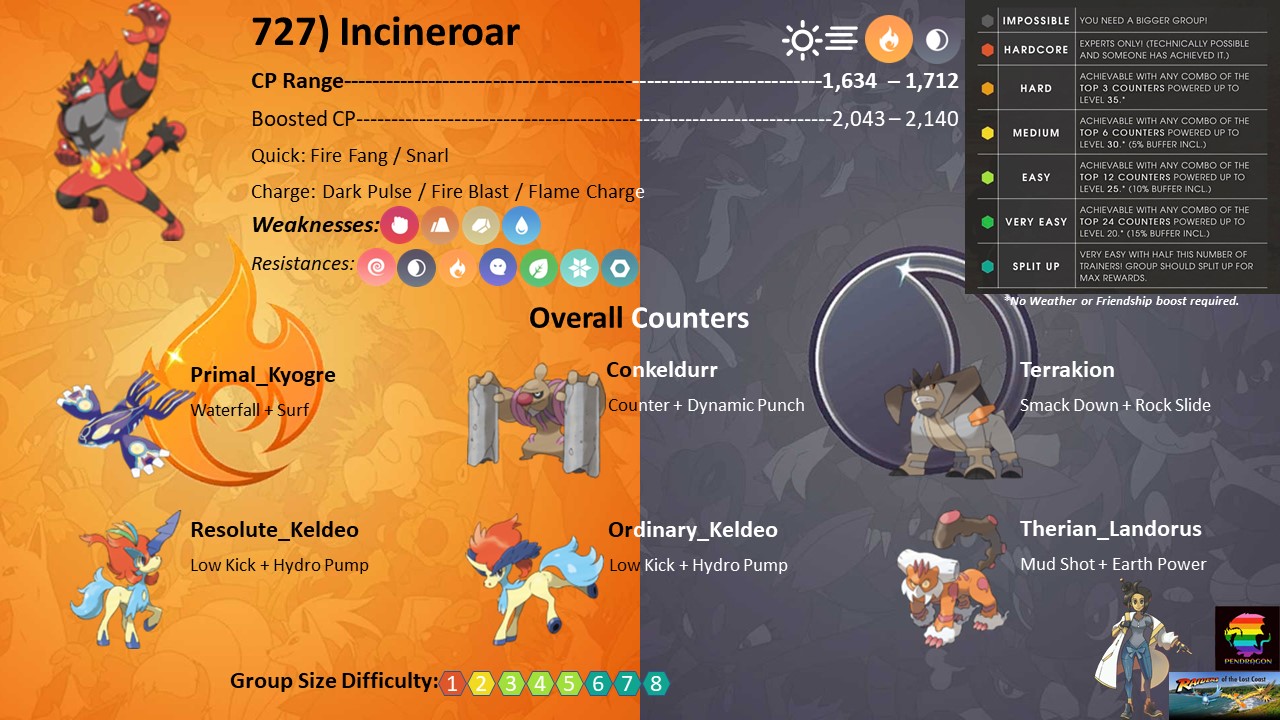 727) Incineroar
CP Range--------------------------------------------------------------------1,634 – 1,712
Boosted CP--------------------------------------------------------------------2,043 – 2,140
Quick: Fire Fang / Snarl
Charge: Dark Pulse / Fire Blast / Flame Charge
Weaknesses:
Resistances:
IMPOSSIBLE YOU NEED A BIGGER GROUP!
HARDCORE EXPERTS ONLY! (TECHNICALLY POSSIBLE
AND SOMEONE HAS ACHIEVED IT.)
HARD ACHIEVABLE WITH ANY COMBO OF THE
TOP 3 COUNTERS POWERED UP TO
LEVEL 35.*
MEDIUM ACHIEVABLE WITH ANY COMBO OF THE
TOP 6 COUNTERS POWERED UP TO
LEVEL 30.* (5% BUFFER INCL.)
EASY ACHIEVABLE WITH ANY COMBO OF THE
TOP 12 COUNTERS POWERED UP TO
LEVEL 25.* (10% BUFFER INCL.)
VERY EASY ACHIEVABLE WITH ANY COMBO OF THE
TOP 24 COUNTERS POWERED UP TO
LEVEL 20.* (15% BUFFER INCL.)
SPLIT UP VERY EASY WITH HALF THIS NUMBER OF
TRAINERS! GROUP SHOULD SPLIT UP FOR
MAX REWARDS.
*No Weather or Friendship boost required.
Overall Counters
Primal_Kyogre
Waterfall + Surf
Conkeldurr
Counter + Dynamic Punch
Terrakion
Smack Down + Rock Slide
Resolute_Keldeo
Low Kick + Hydro Pump
Ordinary_Keldeo
Low Kick + Hydro Pump
Therian_Landorus
Mud Shot + Earth Power
Group Size Difficulty: 1 2 3 4 5 6 7 8
PENDRAGON
RAIDERS of the Lost Coast